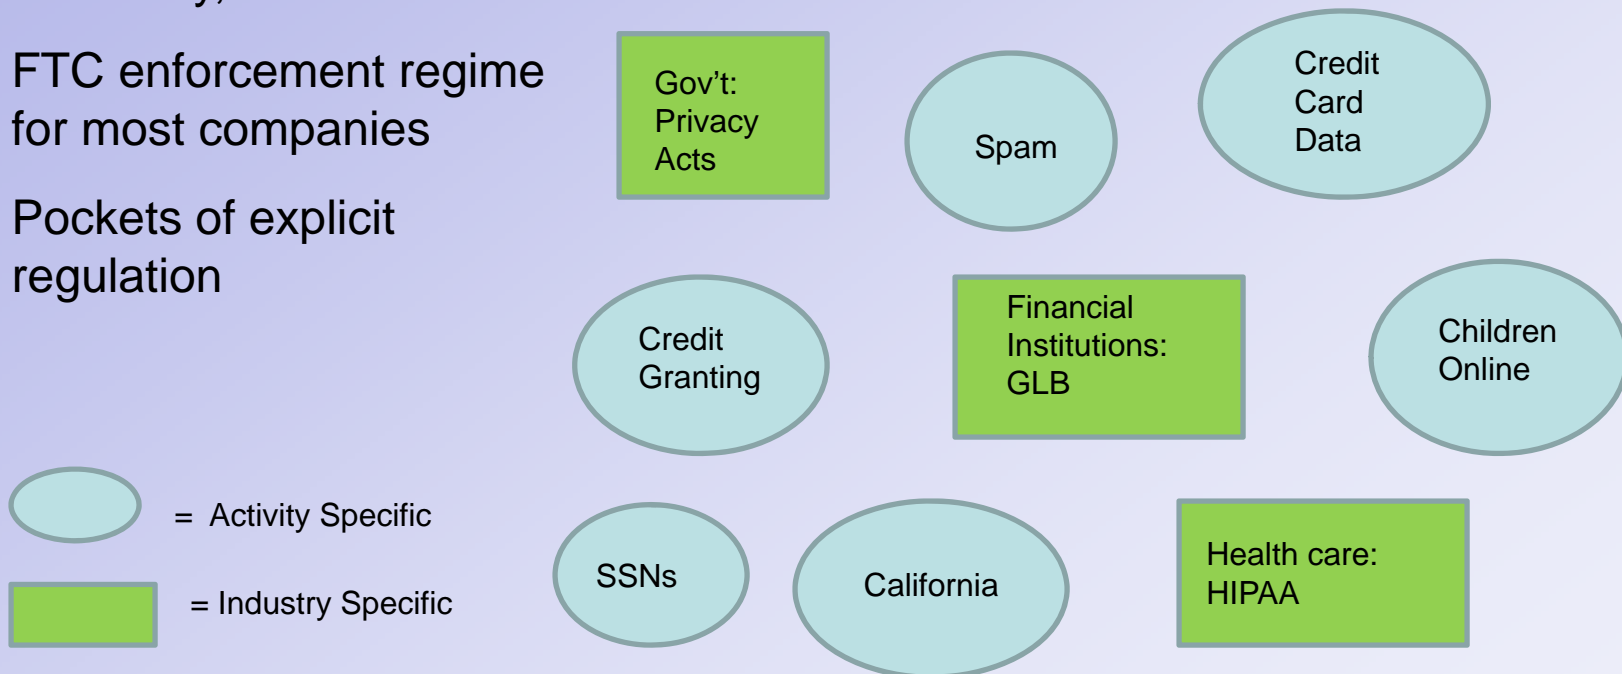 FTC enforcement regime
for most companies
Pockets of explicit
regulation
Gov't:
Privacy
Acts
Spam
Credit
Card
Data
Credit
Granting
Financial
Institutions:
GLB
Children
Online
= Activity Specific
= Industry Specific
SSNs
California
Health care:
HIPAA